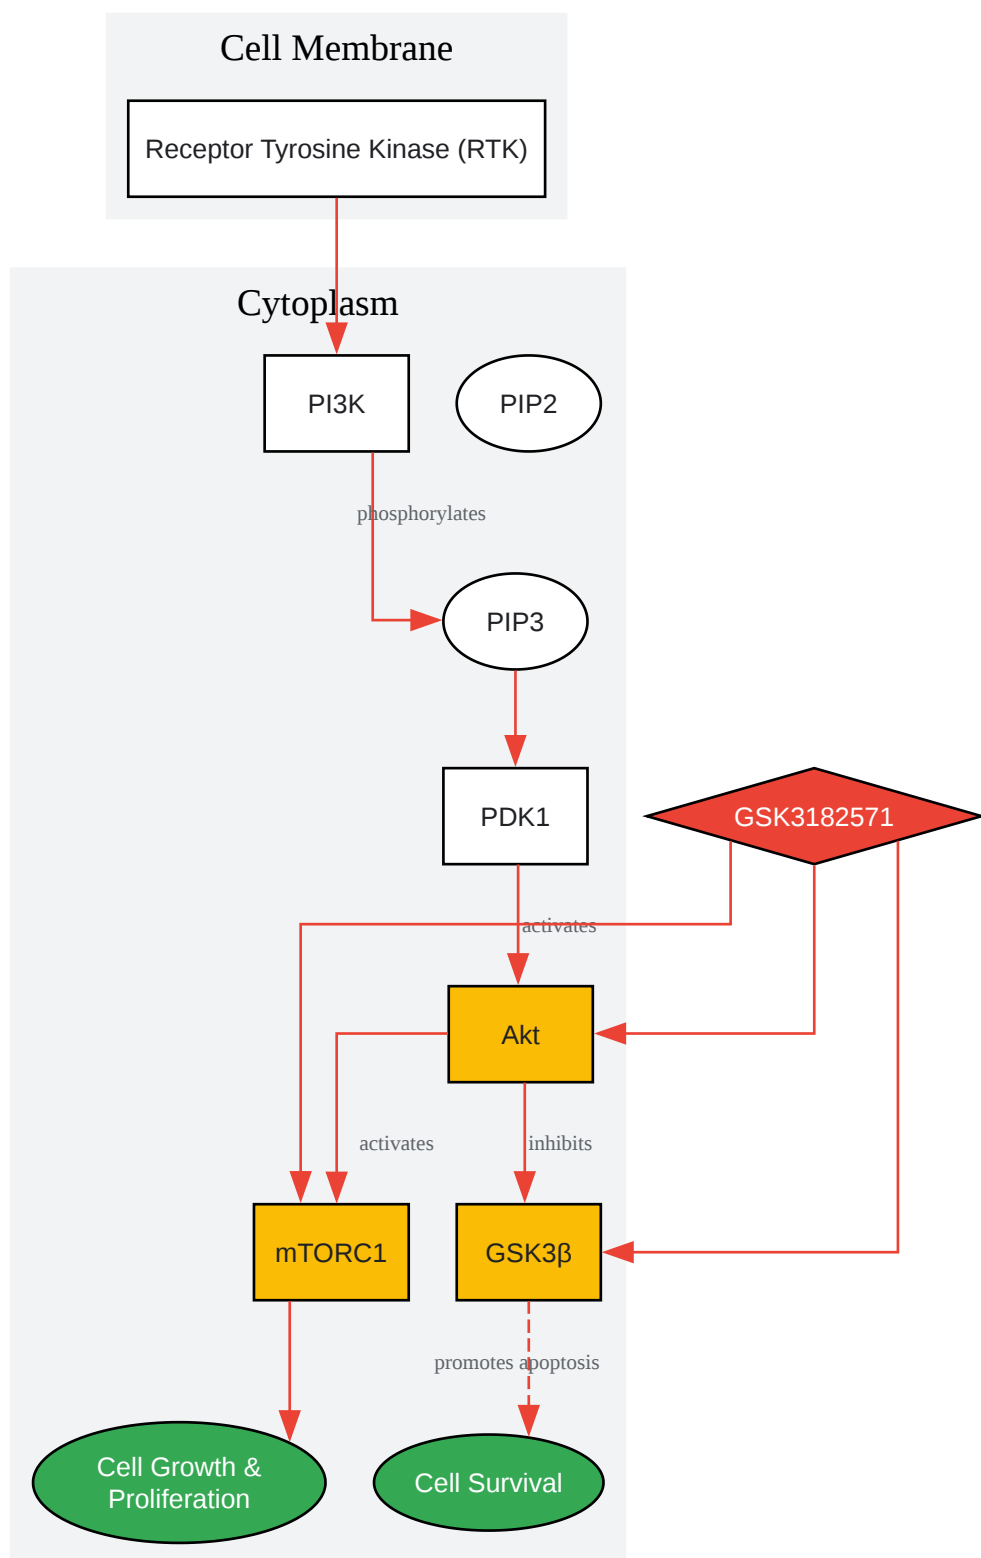 Cell Membrane
Receptor Tyrosine Kinase (RTK)
Cytoplasm
PI3K
PIP2
phosphorylates
PIP3
PDK1
GSK3182571
activates
Akt
activates
inhibits
mTORC1
GSK3β
promotes apoptosis
Cell Growth &
Proliferation
Cell Survival